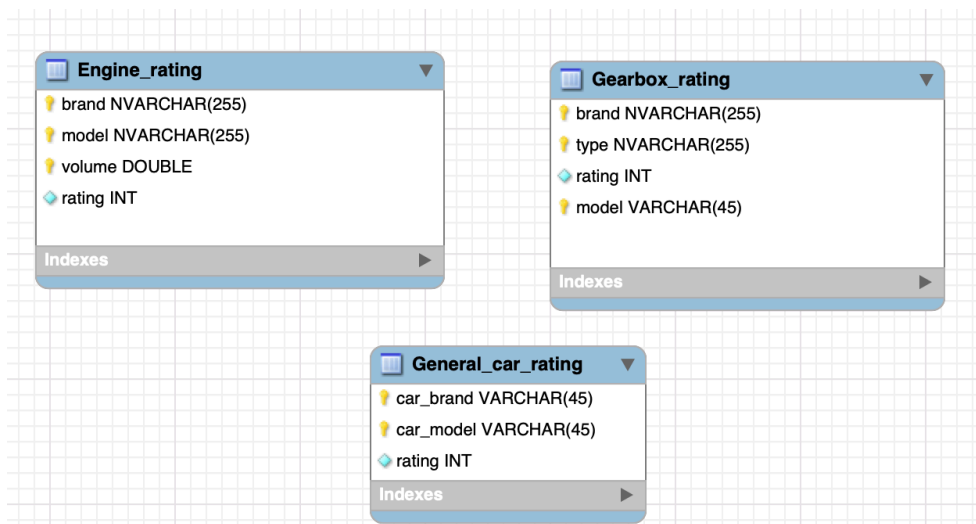 Engine_rating
brand NVARCHAR(255)
model NVARCHAR(255)
volume DOUBLE
rating INT
Indexes
Gearbox_rating
brand NVARCHAR(255)
type NVARCHAR(255)
rating INT
model VARCHAR(45)
Indexes
General_car_rating
car_brand VARCHAR(45)
car_model VARCHAR(45)
rating INT
Indexes